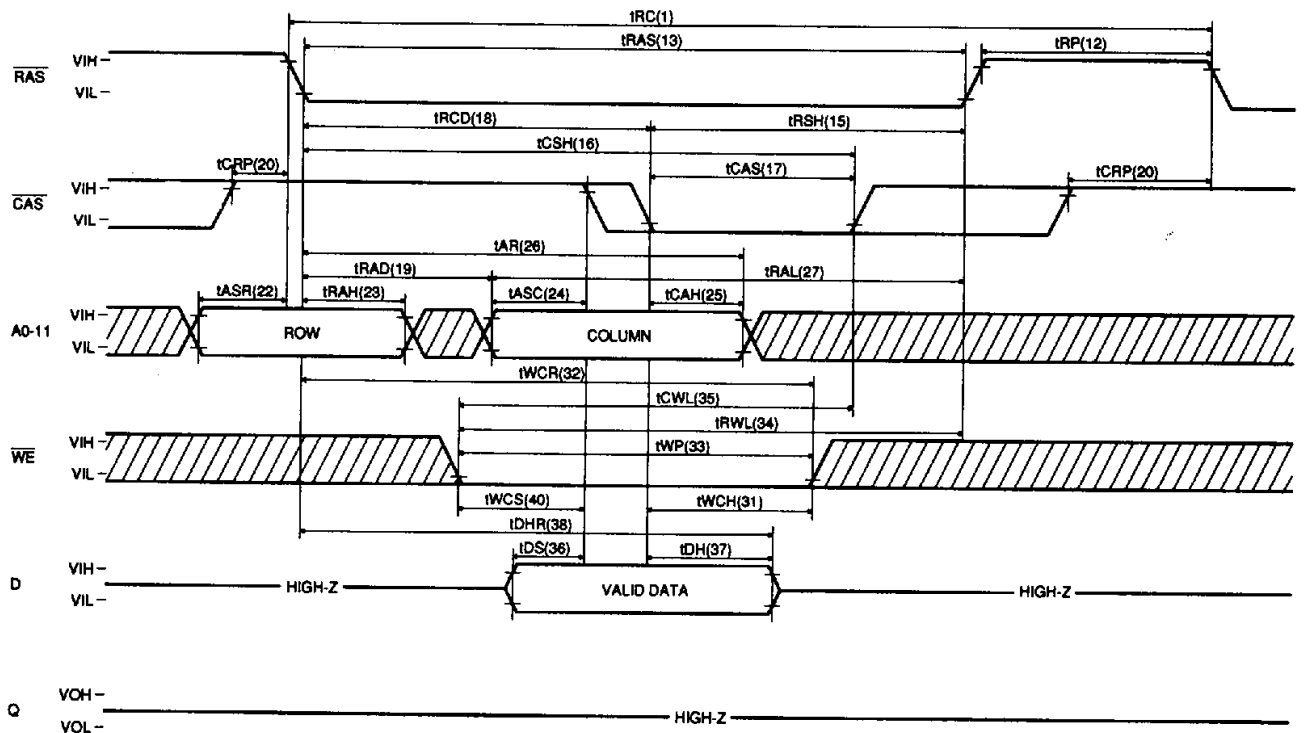 tRC(1)
tRAS(13)
tRP(12)
RAS
VIH
VIL
tRCD(18)
tRSH(15)
tCSH(16)
tCRP(20)
tCAS(17)
tCRP(20)
CAS
VIH
VIL
tAR(26)
tRAD(19)
tRAL(27)
tASR(22)
tRAH(23)
tASC(24)
tCAH(25)
A0-11
VIH
VIL
ROW
COLUMN
tWCR(32)
tCWL(35)
tRWL(34)
WE
VIH
VIL
tWP(33)
tWCS(40)
tWCH(31)
tDHR(38)
tDS(36)
tDH(37)
D
VIH
VIL
HIGH-Z
VALID DATA
HIGH-Z
Q
VOH
VOL
HIGH-Z